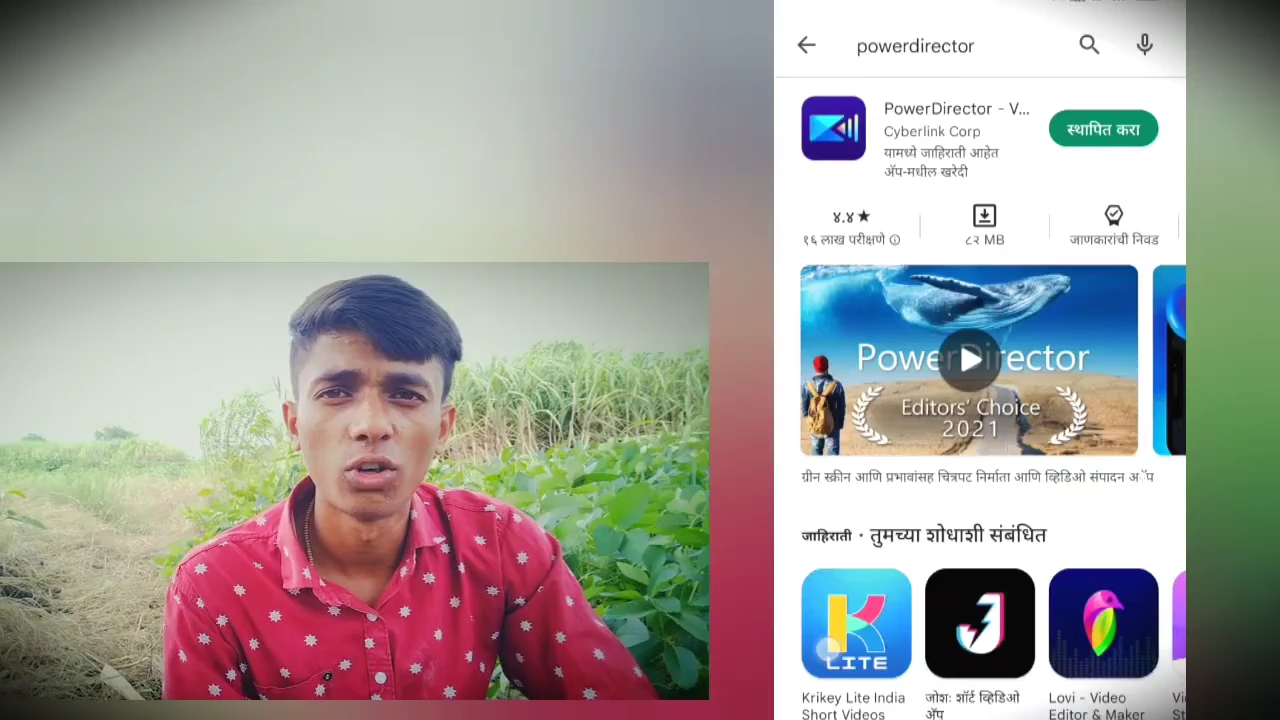 powerdirector
PowerDirector - V...
Cyberlink Corp
यामध्ये जाहिराती आहेत
ॲप-मधील खरेदी
स्थापित करा
४.४★
१६ लाख परीक्षणे
८२ MB
जाणकारांची निवड
PowerDirector
Editors' Choice
2021
ग्रीन स्क्रीन आणि प्रभावांसह चित्रपट निर्माता आणि व्हिडिओ संपादन अॅप
जाहिराती · तुमच्या शोधाशी संबंधित
K
LITE
J
Krikey Lite India
Short Videos
जोश: शॉर्ट व्हिडिओ
ॲप
Lovi - Video
Editor & Maker